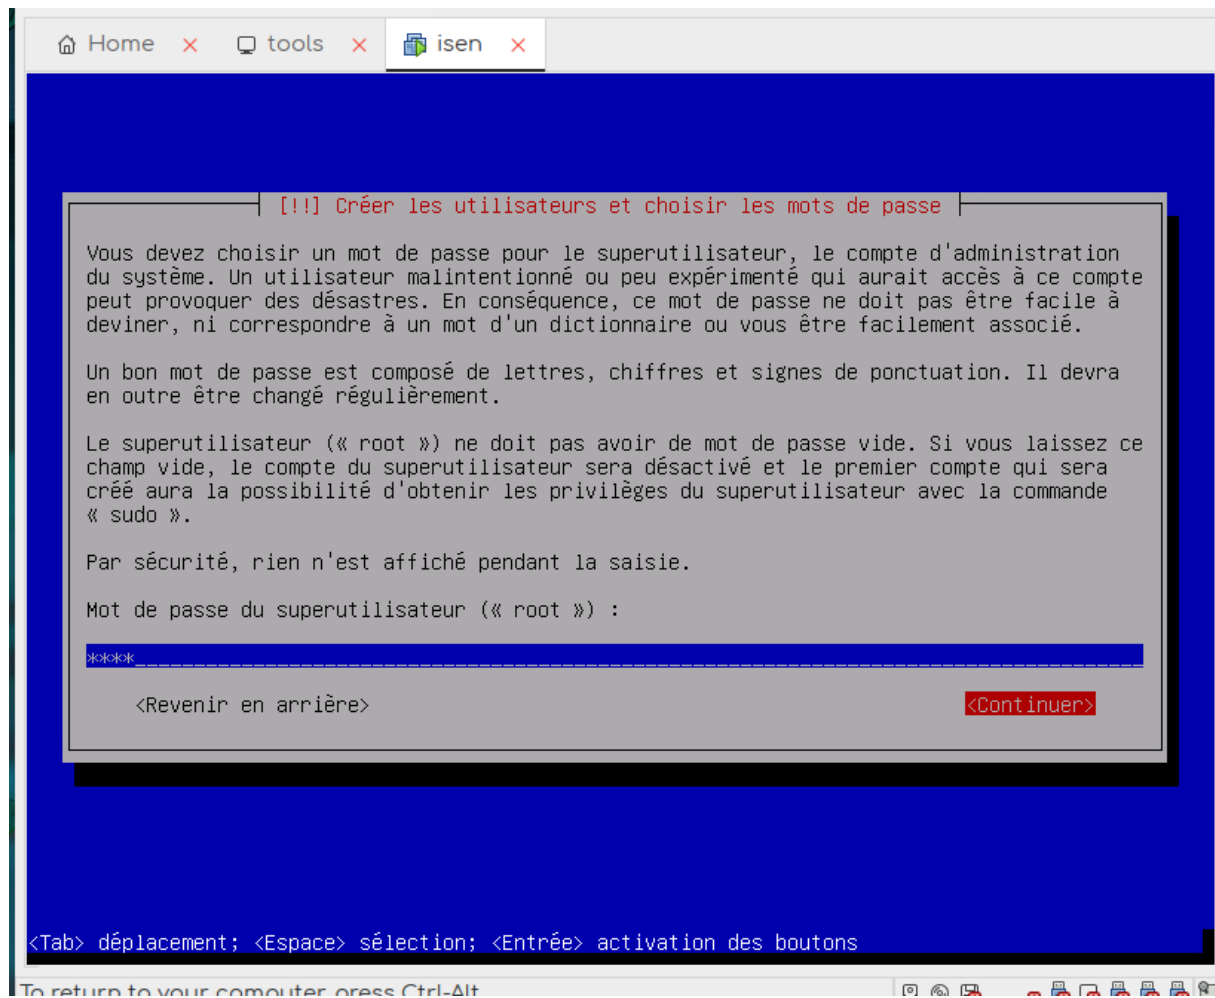 Home × tools × isen ×
[!!] Créer les utilisateurs et choisir les mots de passe
Vous devez choisir un mot de passe pour le superutilisateur, le compte d'administration
du système. Un utilisateur malintentionné ou peu expérimenté qui aurait accès à ce compte
peut provoquer des désastres. En conséquence, ce mot de passe ne doit pas être facile à
deviner, ni correspondre à un mot d'un dictionnaire ou vous être facilement associé.
Un bon mot de passe est composé de lettres, chiffres et signes de ponctuation. Il devra
en outre être changé régulièrement.
Le superutilisateur (« root ») ne doit pas avoir de mot de passe vide. Si vous laissez ce
champ vide, le compte du superutilisateur sera désactivé et le premier compte qui sera
créé aura la possibilité d'obtenir les privilèges du superutilisateur avec la commande
« sudo ».
Par sécurité, rien n'est affiché pendant la saisie.
Mot de passe du superutilisateur (« root ») :
****
<Revenir en arrière> <Continuer>
<Tab> déplacement; <Espace> sélection; <Entrée> activation des boutons
To return to your computer, press Ctrl-Alt